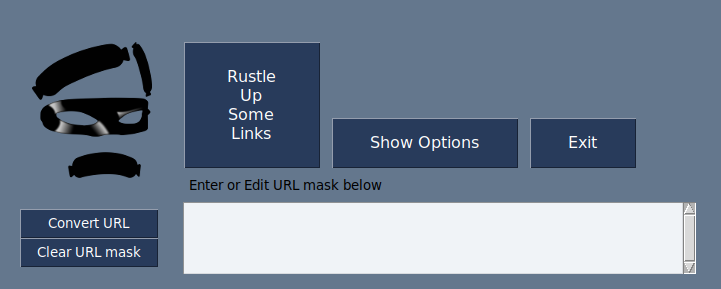 Rustle
Up
Some
Links
Show Options
Exit
Enter or Edit URL mask below
Convert URL
Clear URL mask